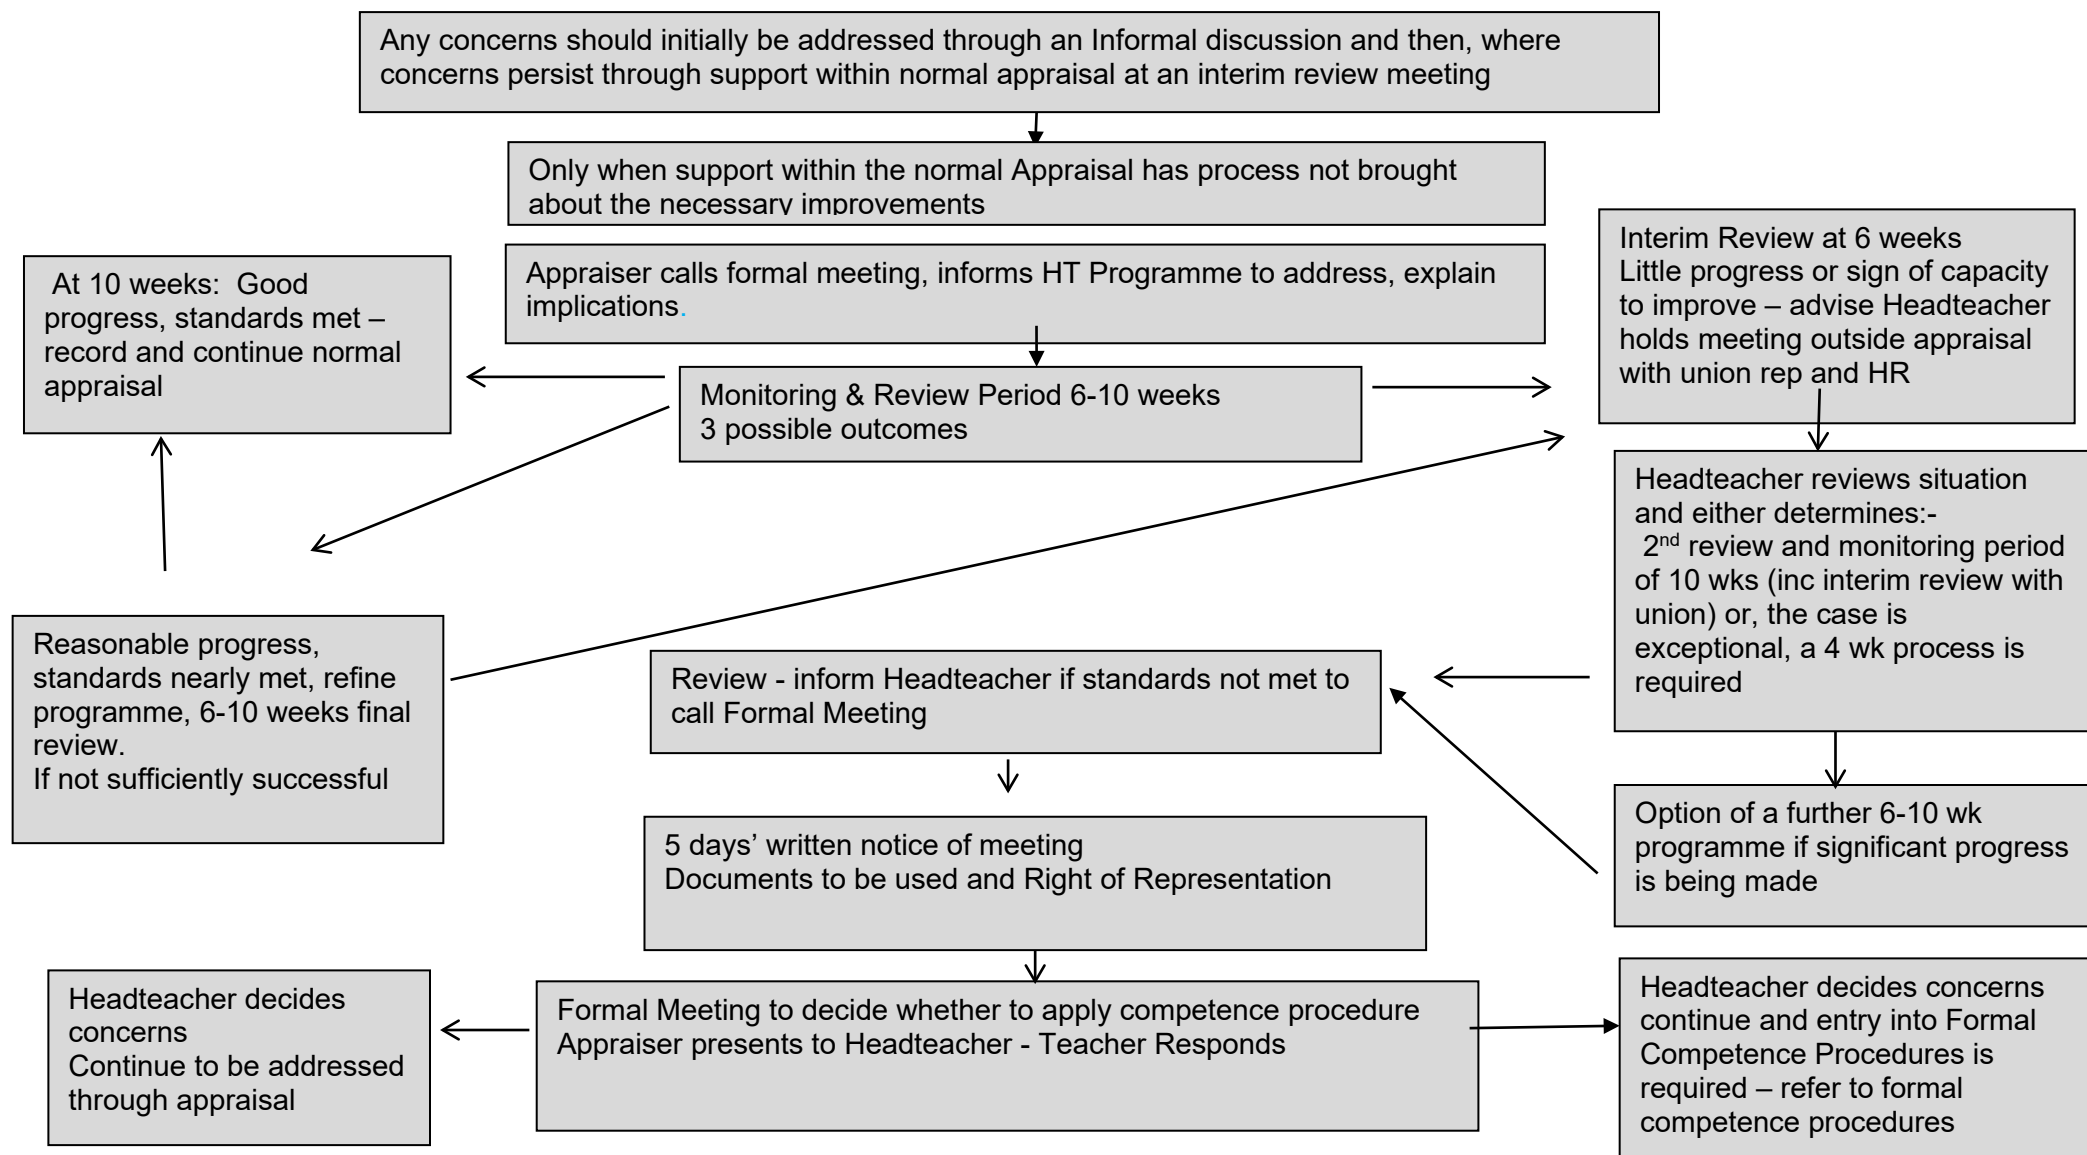 Any concerns should initially be addressed through an Informal discussion and then, where
concerns persist through support within normal appraisal at an interim review meeting
Only when support within the normal Appraisal has process not brought
about the necessary improvements
Appraiser calls formal meeting, informs HT Programme to address, explain
implications.
At 10 weeks:  Good
progress, standards met –
record and continue normal
appraisal
Monitoring & Review Period 6-10 weeks
3 possible outcomes
Interim Review at 6 weeks
Little progress or sign of capacity
to improve – advise Headteacher
holds meeting outside appraisal
with union rep and HR
Headteacher reviews situation
and either determines:-
2nd review and monitoring period
of 10 wks (inc interim review with
union) or, the case is
exceptional, a 4 wk process is
required
Reasonable progress,
standards nearly met, refine
programme, 6-10 weeks final
review.
If not sufficiently successful
Review - inform Headteacher if standards not met to
call Formal Meeting
Option of a further 6-10 wk
programme if significant progress
is being made
5 days’ written notice of meeting
Documents to be used and Right of Representation
Headteacher decides
concerns
Continue to be addressed
through appraisal
Formal Meeting to decide whether to apply competence procedure
Appraiser presents to Headteacher - Teacher Responds
Headteacher decides concerns
continue and entry into Formal
Competence Procedures is
required – refer to formal
competence procedures